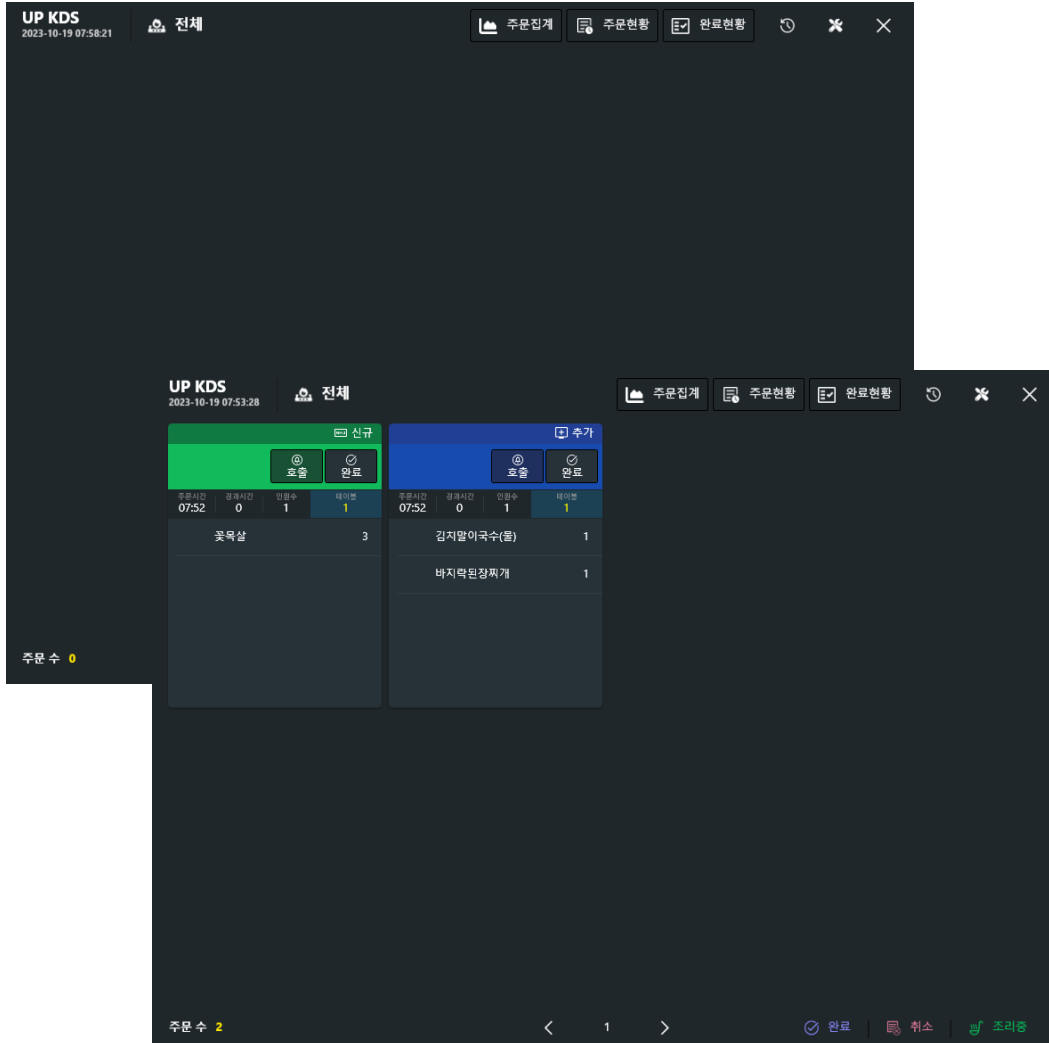 UP KDS
2023-10-19 07:58:21
전체
주문집계
주문현황
완료현황
주문 수 0
UP KDS
2023-10-19 07:53:28
전체
주문집계
주문현황
완료현황
신규
호출
완료
주문시간 경과시간 인원수 테이블
07:52 0 1 1
꽃목살 3
추가
호출
완료
주문시간 경과시간 인원수 테이블
07:52 0 1 1
김치말이국수(물) 1
바지락된장찌개 1
주문 수 2
1
완료
취소
조리중